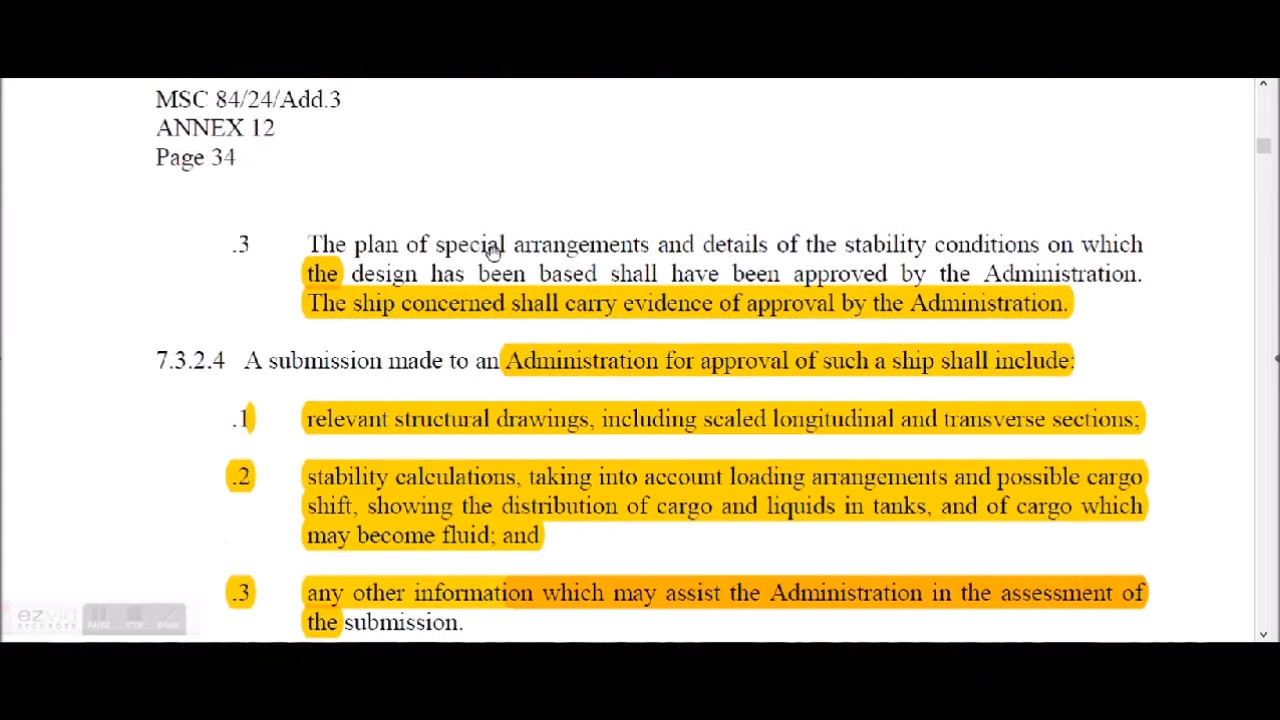 MSC 84/24/Add.3
ANNEX 12
Page 34
.3 The plan of special arrangements and details of the stability conditions on which
the design has been based shall have been approved by the Administration.
The ship concerned shall carry evidence of approval by the Administration.
7.3.2.4 A submission made to an Administration for approval of such a ship shall include:
.1 relevant structural drawings, including scaled longitudinal and transverse sections;
.2 stability calculations, taking into account loading arrangements and possible cargo
shift, showing the distribution of cargo and liquids in tanks, and of cargo which
may become fluid; and
.3 any other information which may assist the Administration in the assessment of
the submission.
ezvid
RECORDER
PAUSE STOP DRAW